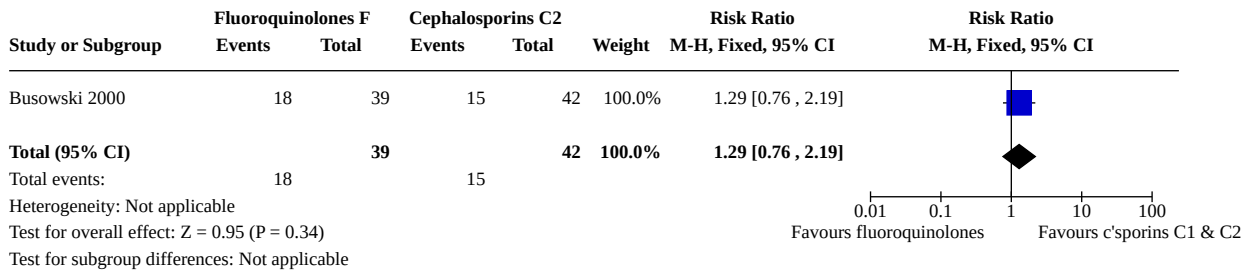 Fluoroquinolones F Cephalosporins C2 Risk Ratio Risk Ratio
Study or Subgroup Events Total Events Total Weight M-H, Fixed, 95% CI M-H, Fixed, 95% CI
Busowski 2000 18 39 15 42 100.0% 1.29 [0.76 , 2.19]
Total (95% CI) 39 42 100.0% 1.29 [0.76 , 2.19]
Total events: 18 15
Heterogeneity: Not applicable 0.01 0.1 1 10 100
Test for overall effect: Z = 0.95 (P = 0.34) Favours fluoroquinolones Favours c'sporins C1 & C2
Test for subgroup differences: Not applicable